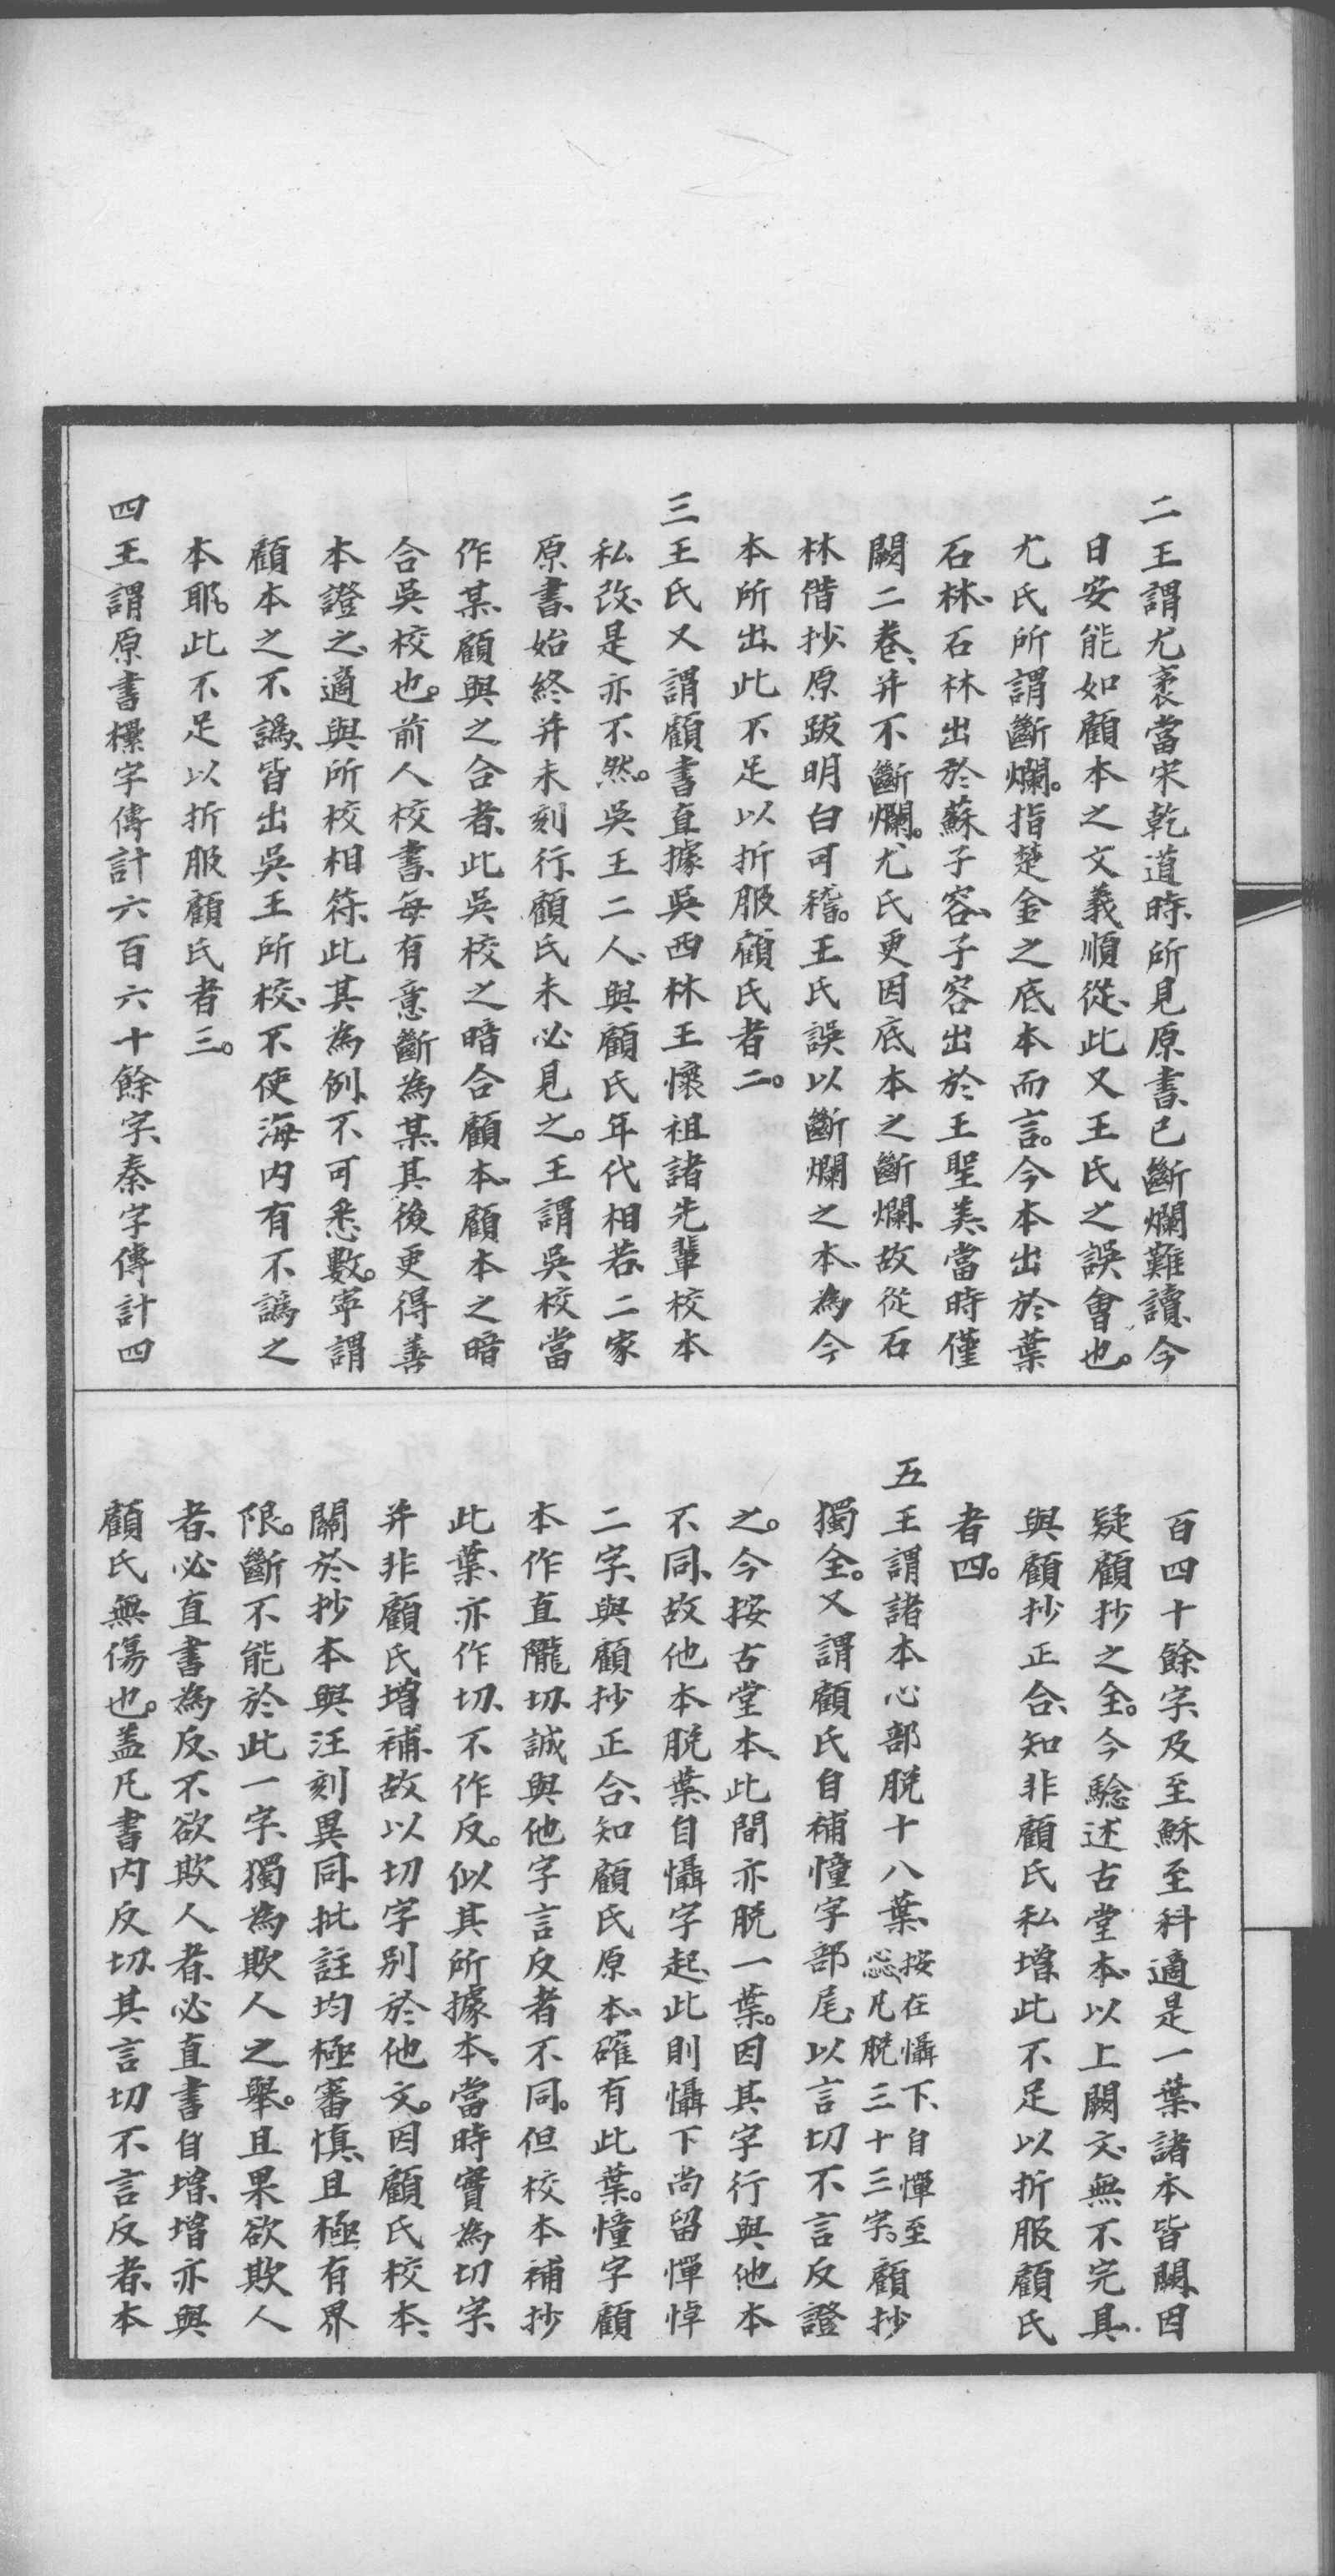 二王謂尤袤當宋乾道時、所見原書、已斷爛難讀、今
日安能如顧本之文義順從、此又王氏之誤會也。
尤氏所謂斷爛。指楚金之底本而言。今本出於葉
石林、石林出於蘇子容、子容出於王聖美、當時僅
闕二卷、并不斷爛。尤氏更因底本之斷爛、故從石
林借抄、原跋明白可稽。王氏誤以斷爛之本、為今
本所出、此不足以折服顧氏者二。
三王氏又謂顧書直據吳西林王懷祖諸先輩校本
私改、是亦不然。吳王二人、與顧氏年代相若、二家
原書、始終并未刻行、顧氏未必見之。王謂吳校當
作某、顧與之合者、此吳校之暗合顧本、顧本之暗
合吳校也。前人校書、每有意斷為某、其後更得善
本證之、適與所校相符、此其為例、不可悉數。寧謂
顧本之不譌、皆出吳王所校、不使海內有不譌之
本耶。此不足以折服顧氏者三。
四王謂原書欙字傳計六百六十餘字、秦字傳計四
百四十餘字、及至穌至科、適是一葉、諸本皆闕、因
疑顧抄之全。今驗述古堂本、以上闕文、無不完具、
與顧抄正合、知非顧氏私增、此不足以折服顧氏
者四。
五王謂諸本心部脫十八葉、按在懾下、自憚至惢凡脫三十三字。顧抄
獨全。又謂顧氏自補憧字部尾、以言切不言反證
之。今按古堂本、此間亦脫一葉。因其字行與他本
不同、故他本脫葉、自懾字起、此則懾下尚留憚悼
二字、與顧抄正合、知顧氏原本、確有此葉。憧字顧
本作直隴切、誠與他字言反者不同。但校本補抄
此葉、亦作切、不作反。似其所據本、當時實為切字、
并非顧氏增補、故以切字別於他文。因顧氏校本、
關於抄本與汪刻異同、批註均極審慎、且極有界
限。斷不能於此一字、獨為欺人之舉。且果欲欺人
者、必直書為反、不欲欺人者、必直書自增、增亦與
顧氏無傷也。蓋凡書內反切、其言切不言反者、本